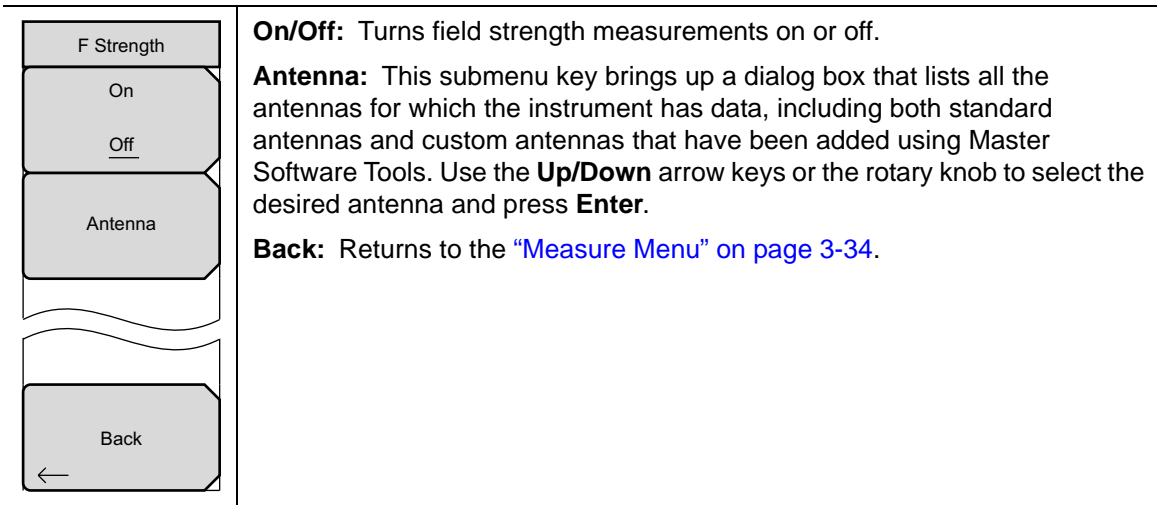 F Strength
On
Off
Antenna
Back
On/Off: Turns field strength measurements on or off.
Antenna: This submenu key brings up a dialog box that lists all the
antennas for which the instrument has data, including both standard
antennas and custom antennas that have been added using Master
Software Tools. Use the Up/Down arrow keys or the rotary knob to select the
desired antenna and press Enter.
Back: Returns to the “Measure Menu” on page 3-34.